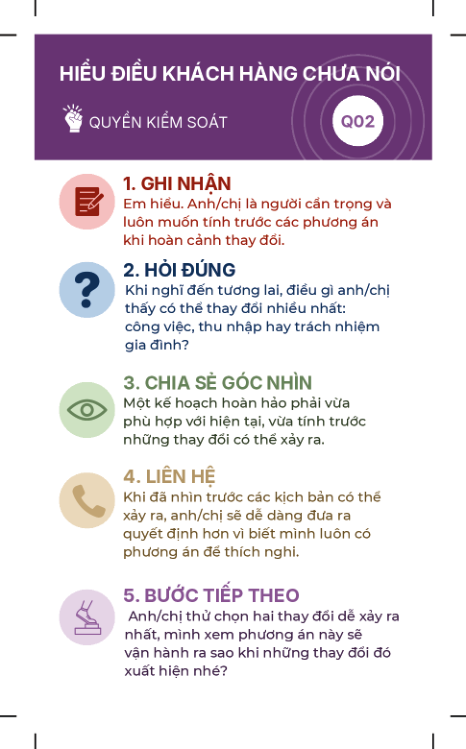 HIỂU ĐIỀU KHÁCH HÀNG CHƯA NÓI
QUYỀN KIỂM SOÁT
Q02
1. GHI NHẬN
Em hiểu. Anh/chị là người cẩn trọng và
luôn muốn tính trước các phương án
khi hoàn cảnh thay đổi.
2. HỎI ĐÚNG
Khi nghĩ đến tương lai, điều gì anh/chị
thấy có thể thay đổi nhiều nhất:
công việc, thu nhập hay trách nhiệm
gia đình?
3. CHIA SẺ GÓC NHÌN
Một kế hoạch hoàn hảo phải vừa
phù hợp với hiện tại, vừa tính trước
những thay đổi có thể xảy ra.
4. LIÊN HỆ
Khi đã nhìn trước các kịch bản có thể
xảy ra, anh/chị sẽ dễ dàng đưa ra
quyết định hơn vì biết mình luôn có
phương án để thích nghi.
5. BƯỚC TIẾP THEO
Anh/chị thử chọn hai thay đổi dễ xảy ra
nhất, mình xem phương án này sẽ
vận hành ra sao khi những thay đổi đó
xuất hiện nhé?